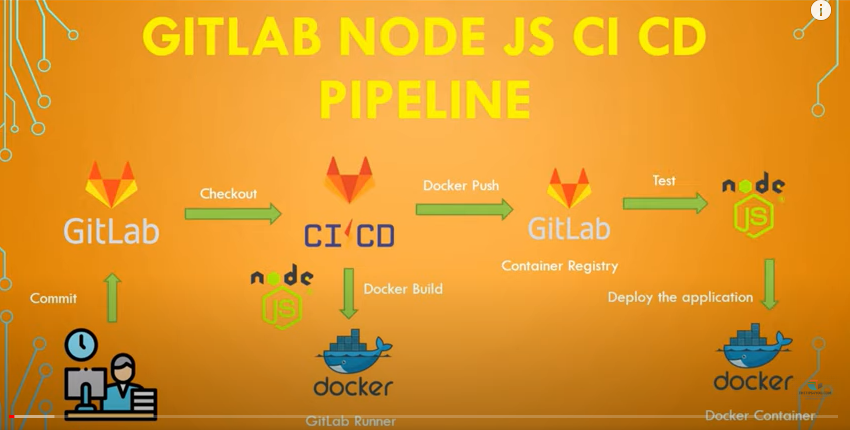 GITLAB NODE JS CI CD
PIPELINE
GitLab
Checkout
CI CD
Docker Push
GitLab
Container Registry
Test
node
JS
Commit
node
JS
Docker Build
docker
GitLab Runner
Deploy the application
docker
Docker Container